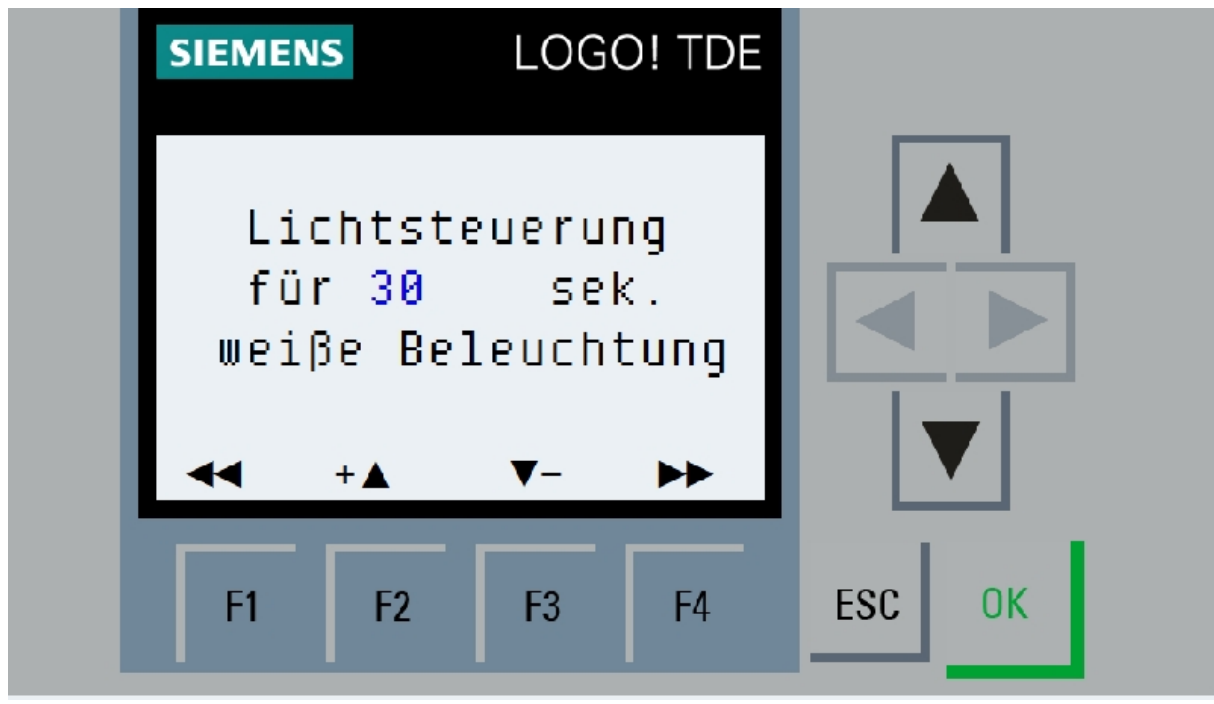 SIEMENS LOGO! TDE
Lichtsteuerung
für 30 sek.
weiße Beleuchtung
◀◀ +▲ ▼− ▶▶
F1 F2 F3 F4 ESC OK